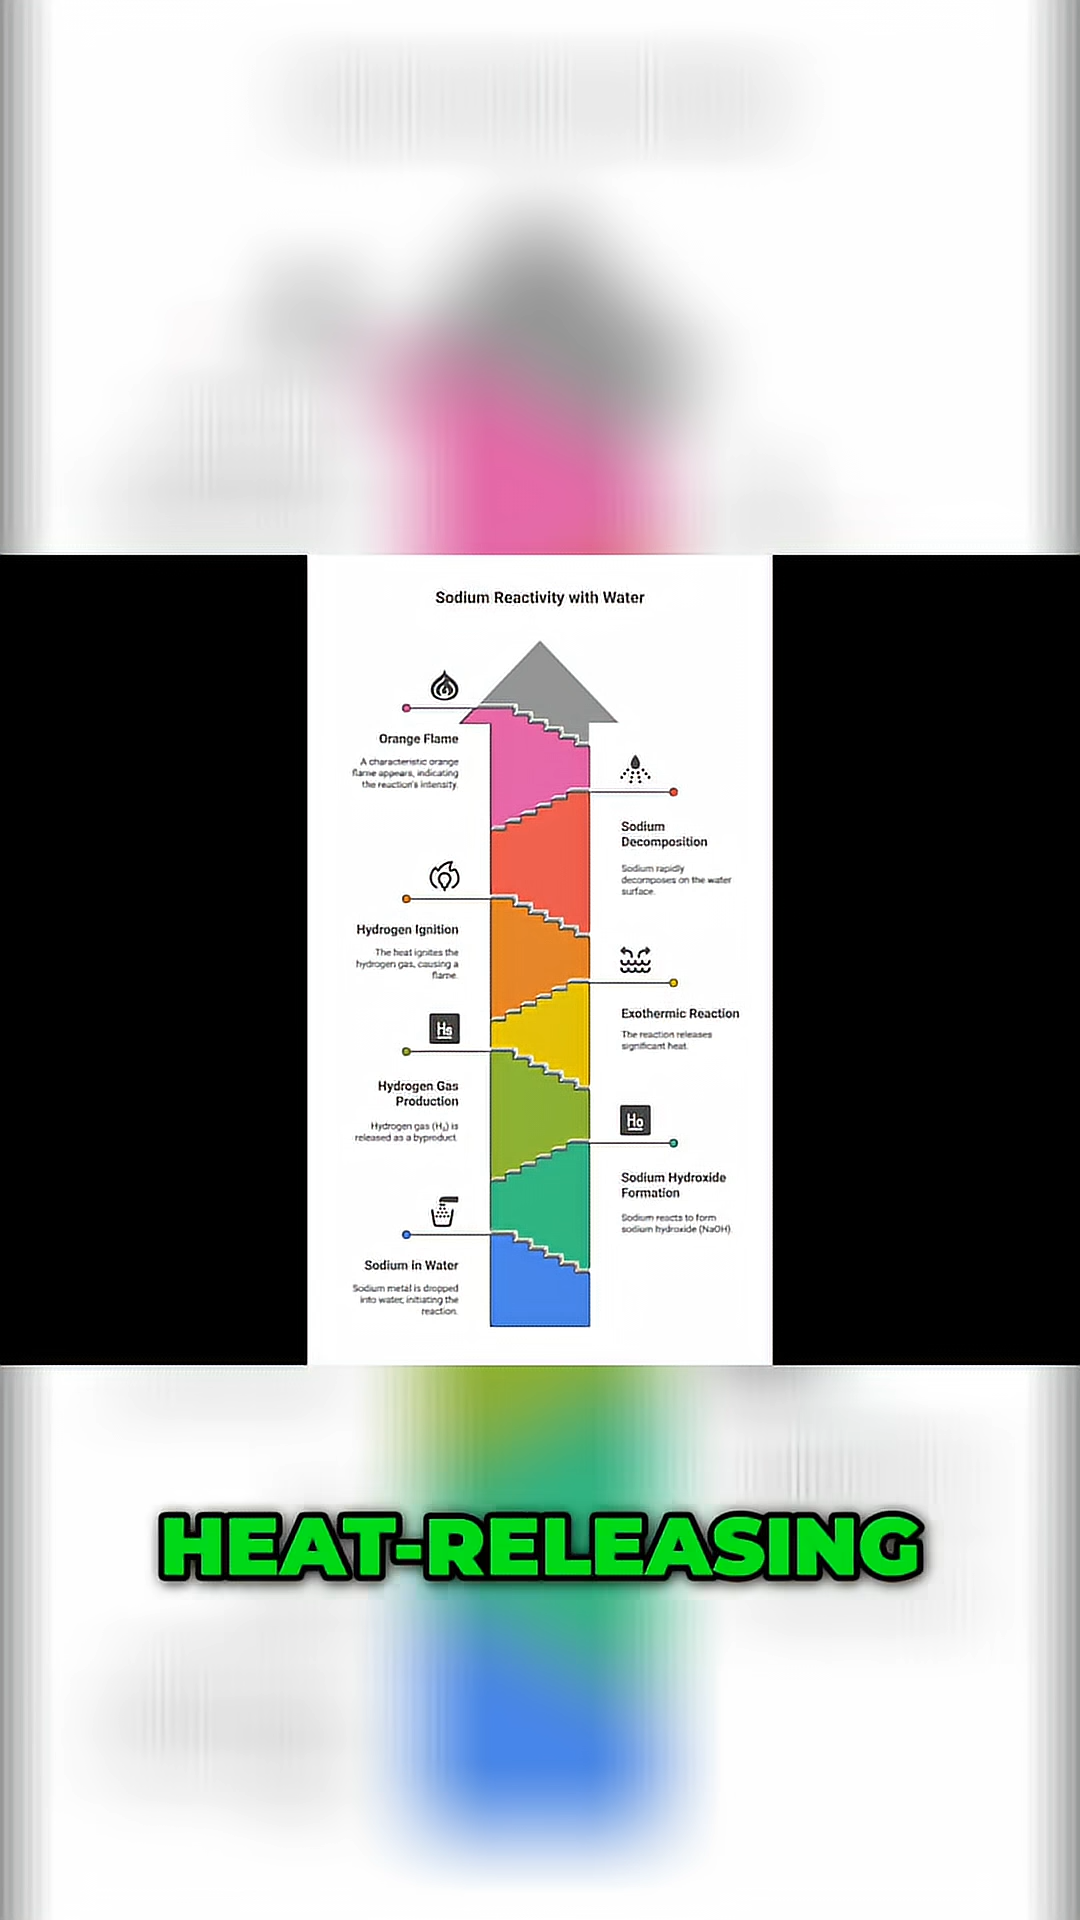 Sodium Reactivity with Water
Orange Flame
A characteristic orange
flame appears, indicating
the reaction's intensity.
Sodium
Decomposition
Sodium rapidly
decomposes on the water
surface.
Hydrogen Ignition
The heat ignites the
hydrogen gas, causing a
flame.
Exothermic Reaction
The reaction releases
significant heat.
Hs
Hydrogen Gas
Production
Hydrogen gas (H₂) is
released as a byproduct.
Ho
Sodium Hydroxide
Formation
Sodium reacts to form
sodium hydroxide (NaOH)
Sodium in Water
Sodium metal is dropped
into water, initiating the
reaction.
HEAT-RELEASING